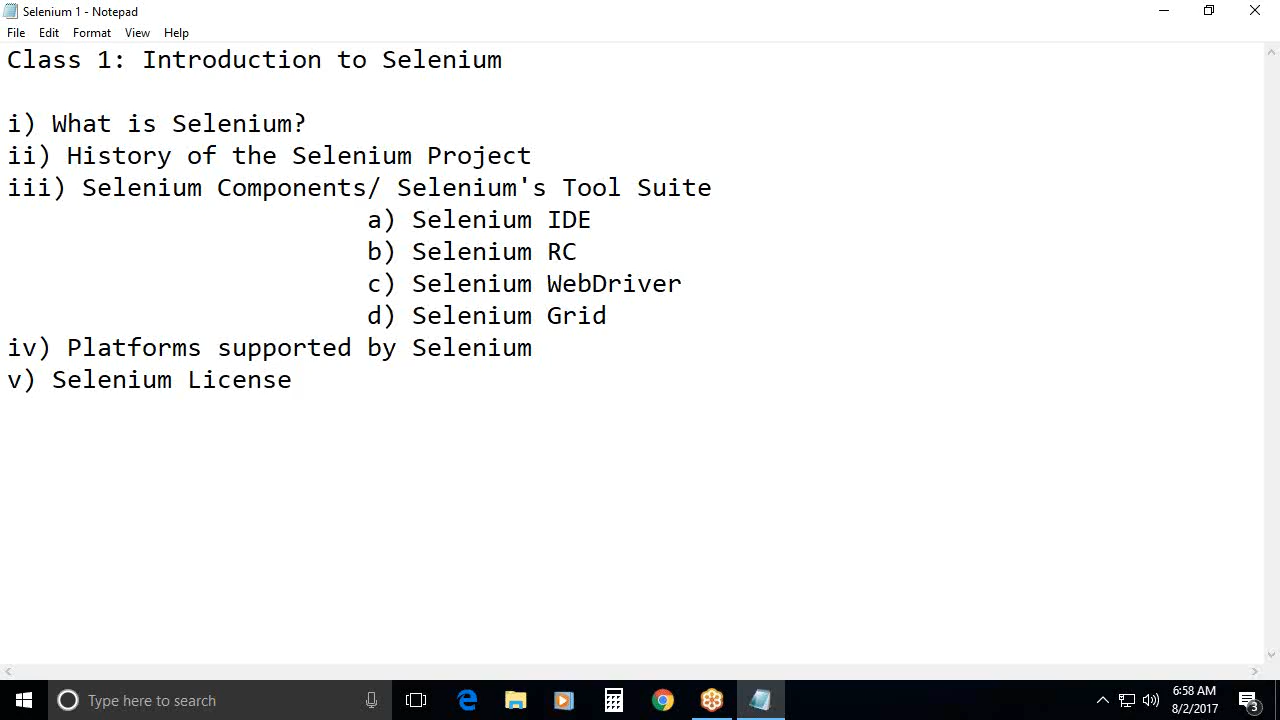 Selenium 1 - Notepad
File Edit Format View Help
Class 1: Introduction to Selenium
i) What is Selenium?
ii) History of the Selenium Project
iii) Selenium Components/ Selenium's Tool Suite
a) Selenium IDE
b) Selenium RC
c) Selenium WebDriver
d) Selenium Grid
iv) Platforms supported by Selenium
v) Selenium License
Type here to search
6:58 AM
8/2/2017
3